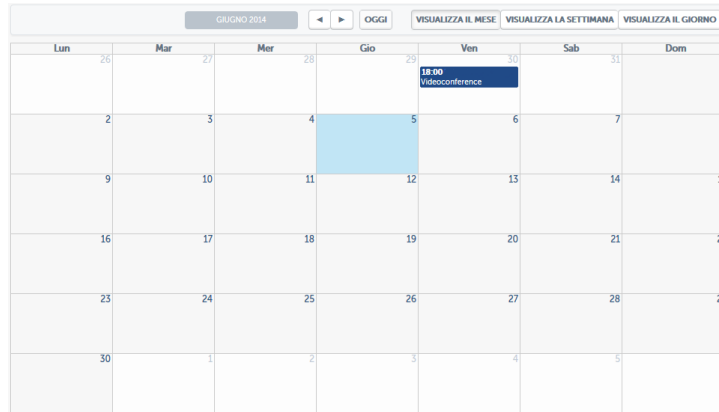 GIUGNO 2014 ◄ ► OGGI VISUALIZZA IL MESE VISUALIZZA LA SETTIMANA VISUALIZZA IL GIORNO
Lun Mar Mer Gio Ven Sab Dom
26 27 28 29 30 31
18:00
Videoconference
2 3 4 5 6 7
9 10 11 12 13 14
16 17 18 19 20 21
23 24 25 26 27 28
30 1 2 3 4 5